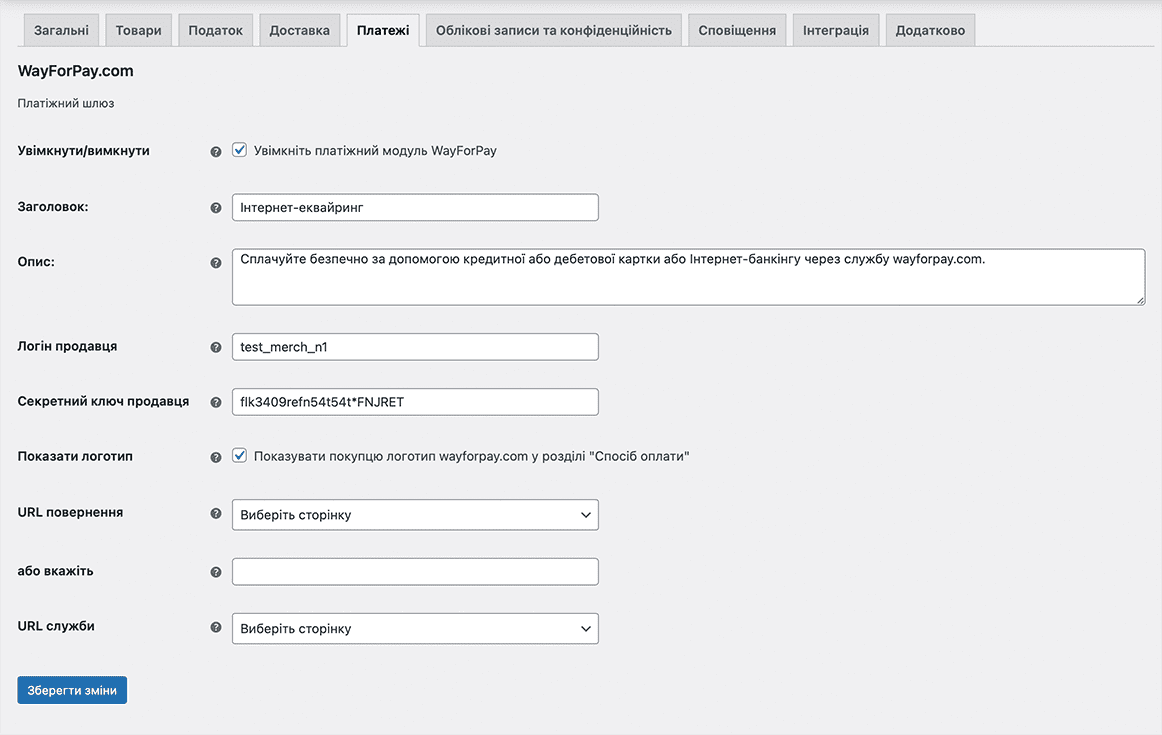 Загальні Товари Податок Доставка Платежі Облікові записи та конфіденційність Сповіщення Інтеграція Додатково
WayForPay.com
Платіжний шлюз
Увімкнути/вимкнути ? Увімкніть платіжний модуль WayForPay
Заголовок: ? Інтернет-еквайринг
Опис: ? Сплачуйте безпечно за допомогою кредитної або дебетової картки або Інтернет-банкінгу через службу wayforpay.com.
Логін продавця ? test_merch_n1
Секретний ключ продавця ? flk3409refn54t54t*FNJRET
Показати логотип ? Показувати покупцю логотип wayforpay.com у розділі "Спосіб оплати"
URL повернення ? Виберіть сторінку
або вкажіть ?
URL служби ? Виберіть сторінку
Зберегти зміни